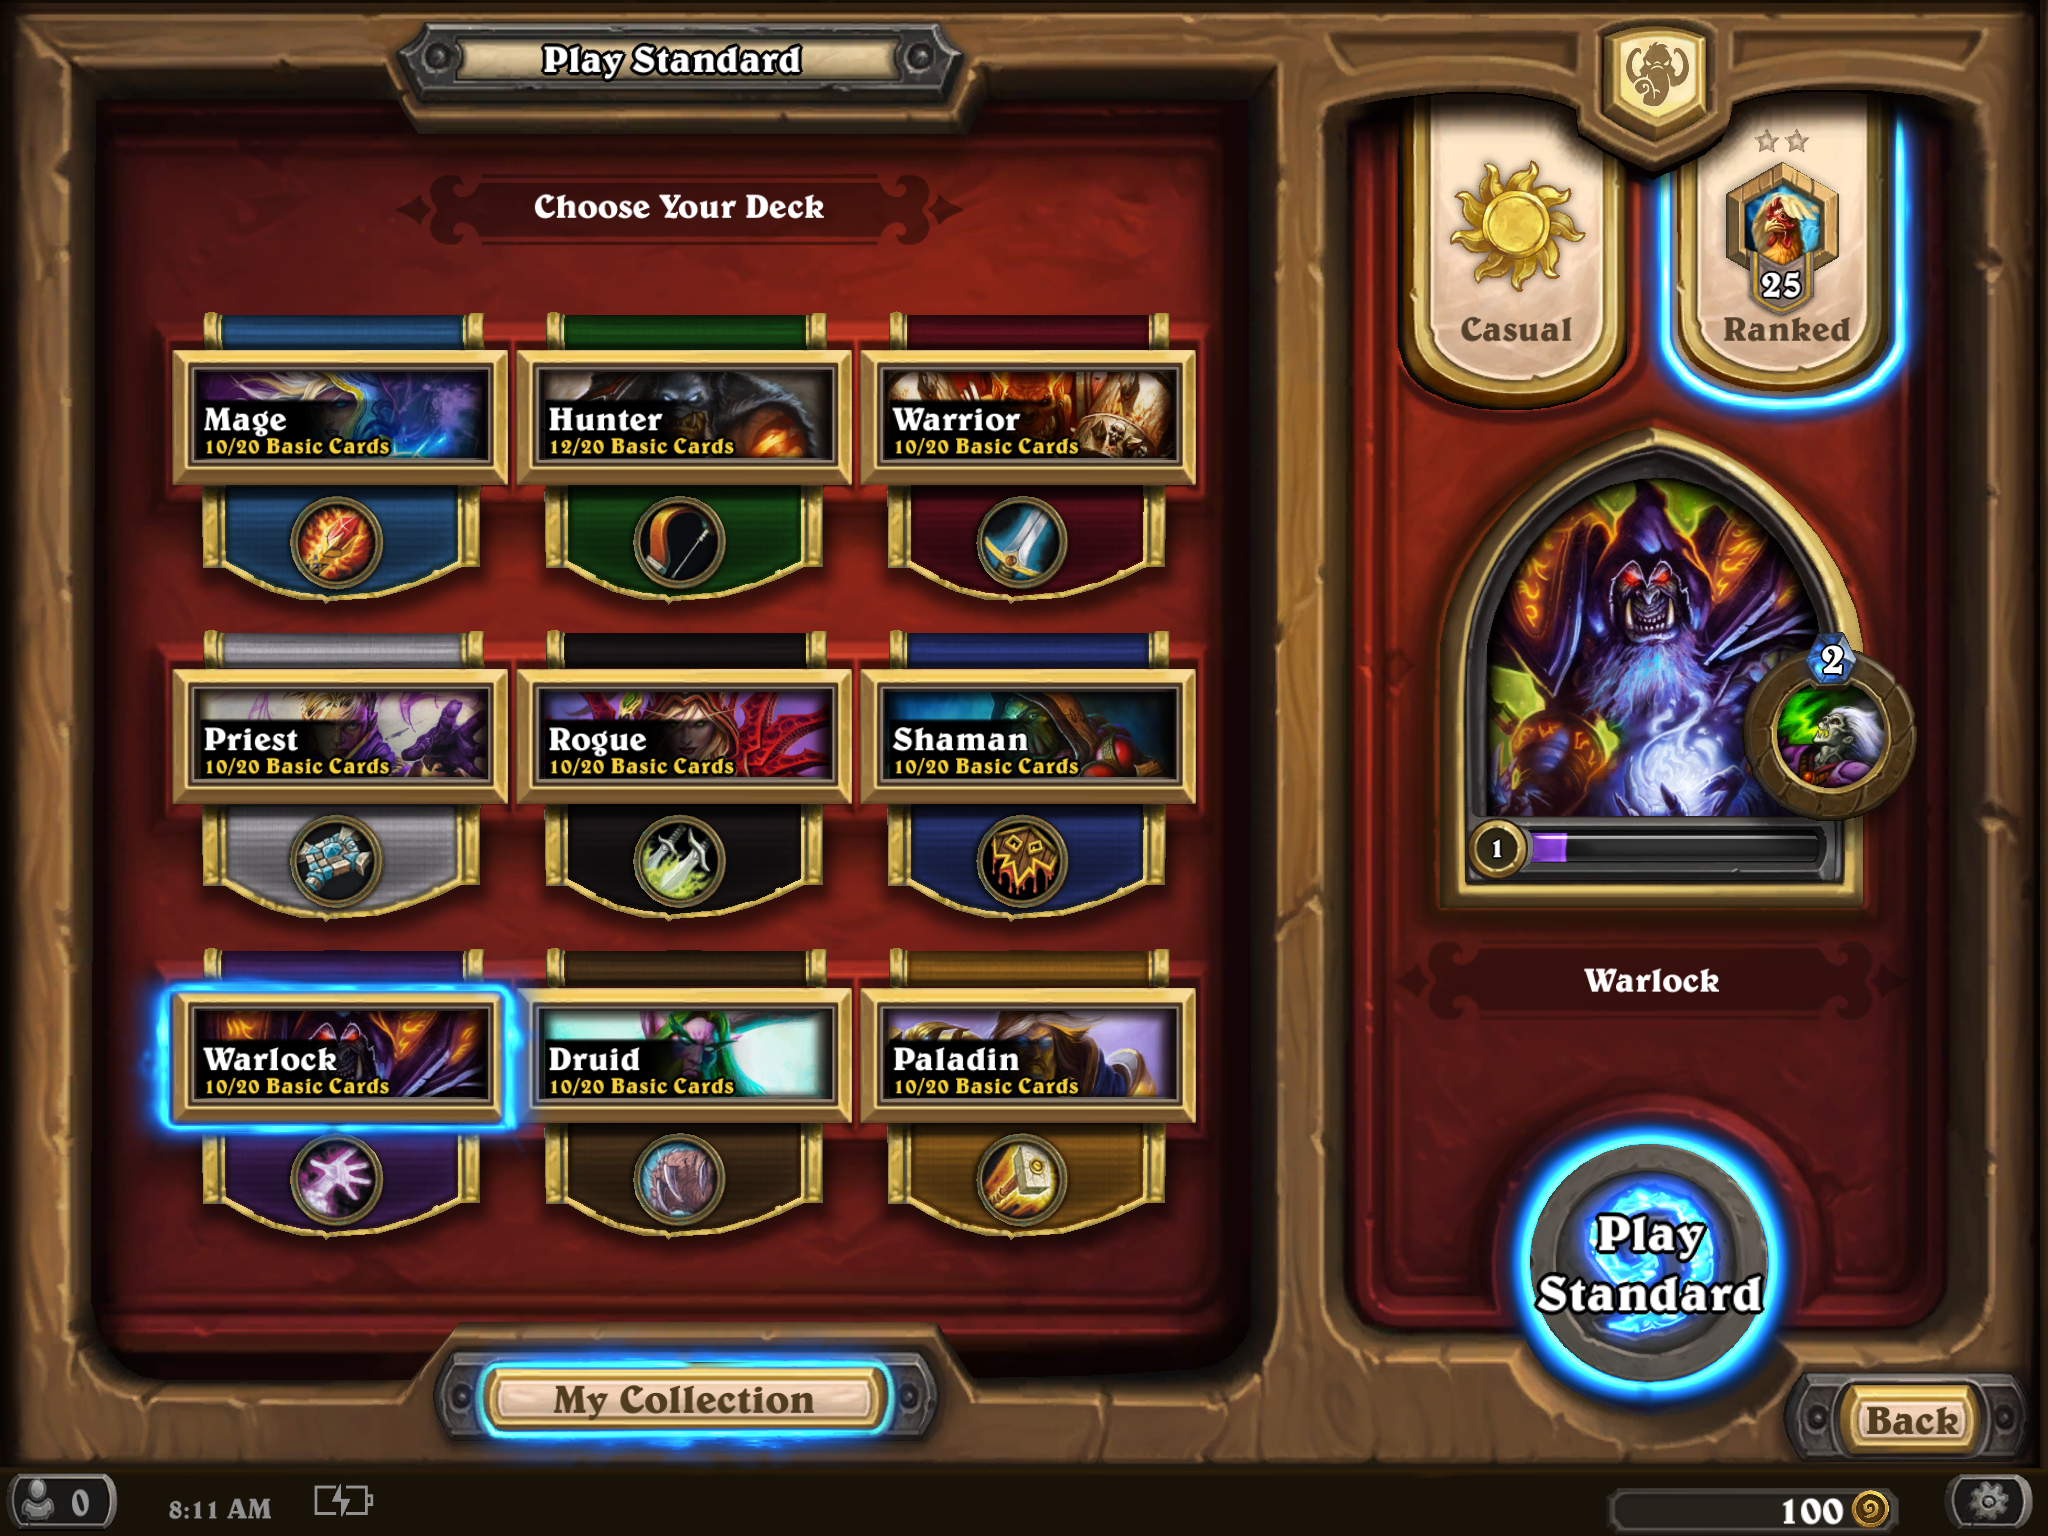 Play Standard
Choose Your Deck
Mage
10/20 Basic Cards
Hunter
12/20 Basic Cards
Warrior
10/20 Basic Cards
Priest
10/20 Basic Cards
Rogue
10/20 Basic Cards
Shaman
10/20 Basic Cards
Warlock
10/20 Basic Cards
Druid
10/20 Basic Cards
Paladin
10/20 Basic Cards
My Collection
Casual
25
Ranked
2
1
Warlock
Play
Standard
Back
0
8:11 AM
100